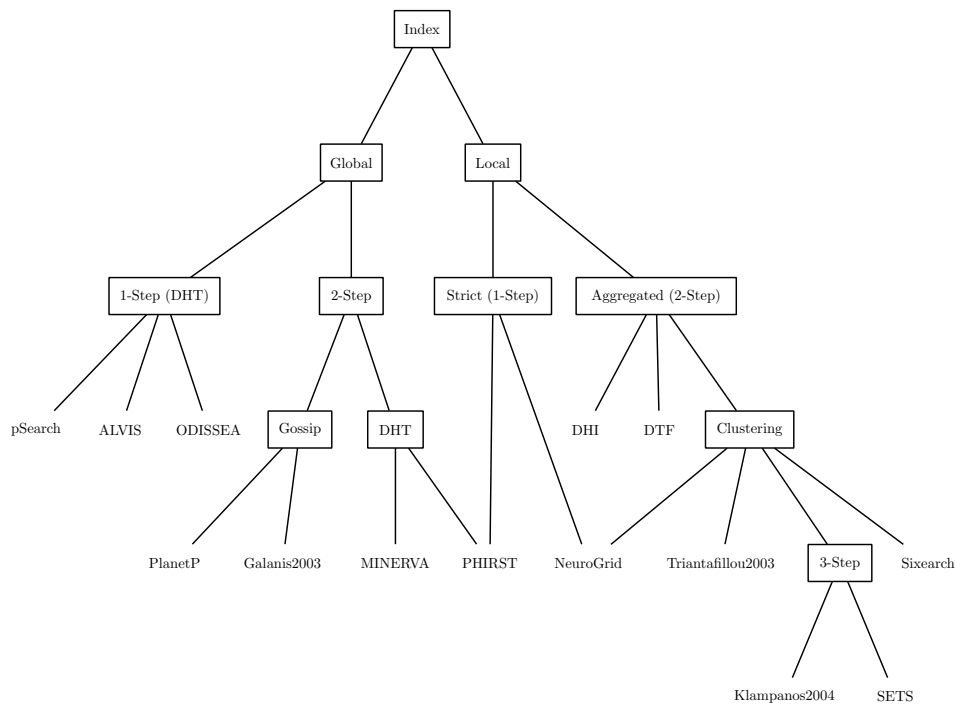 Index
Global Local
1-Step (DHT) 2-Step Strict (1-Step) Aggregated (2-Step)
pSearch ALVIS ODISSEA Gossip DHT DHI DTF Clustering
PlanetP Galanis2003 MINERVA PHIRST NeuroGrid Triantafillou2003 3-Step Sixearch
Klampanos2004 SETS